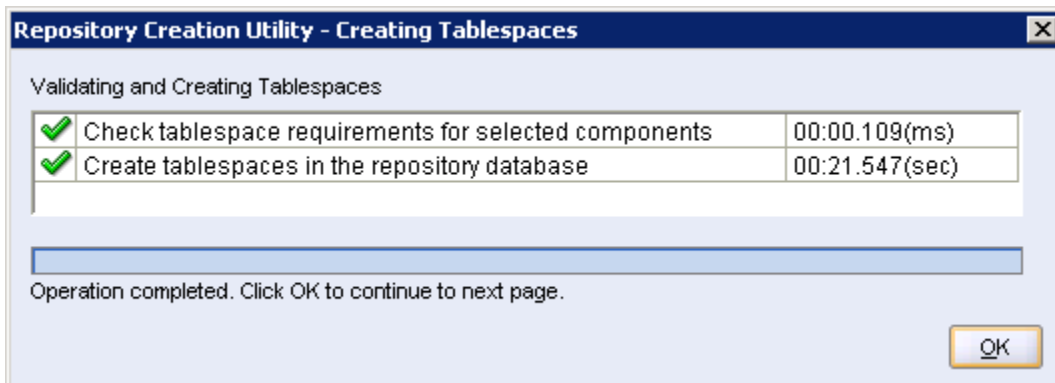 Repository Creation Utility - Creating Tablespaces
Validating and Creating Tablespaces
Check tablespace requirements for selected components 00:00.109(ms)
Create tablespaces in the repository database 00:21.547(sec)
Operation completed. Click OK to continue to next page.
OK